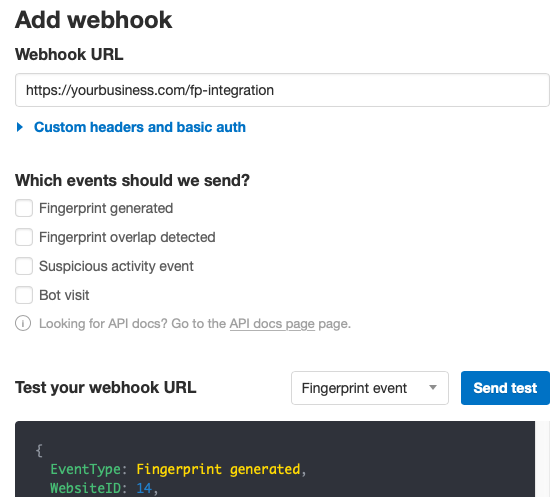 Add webhook
Webhook URL
https://yourbusiness.com/fp-integration
Custom headers and basic auth
Which events should we send?
Fingerprint generated
Fingerprint overlap detected
Suspicious activity event
Bot visit
Looking for API docs? Go to the API docs page page.
Test your webhook URL Fingerprint event Send test
{
EventType: Fingerprint generated,
WebsiteID: 14,